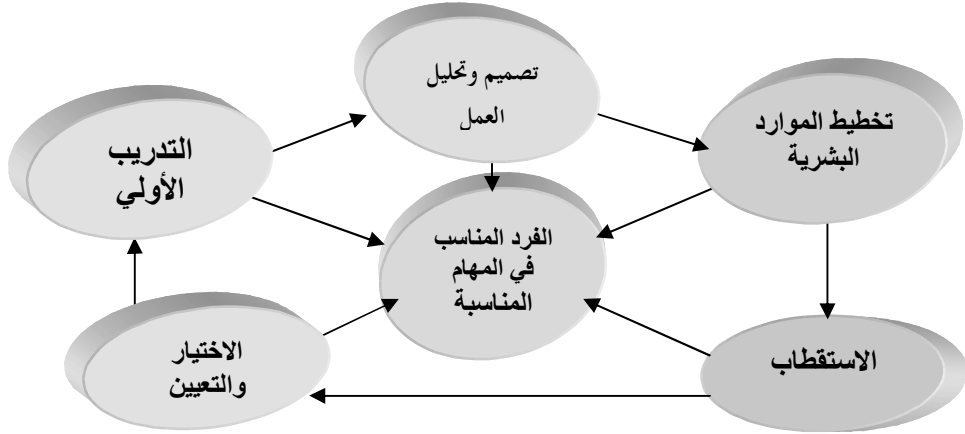 تصميم وتحليل
العمل
تخطيط الموارد
البشرية
التدريب
الأولي
الفرد المناسب
في المهام
المناسبة
الاستقطاب
الاختيار
والتعيين